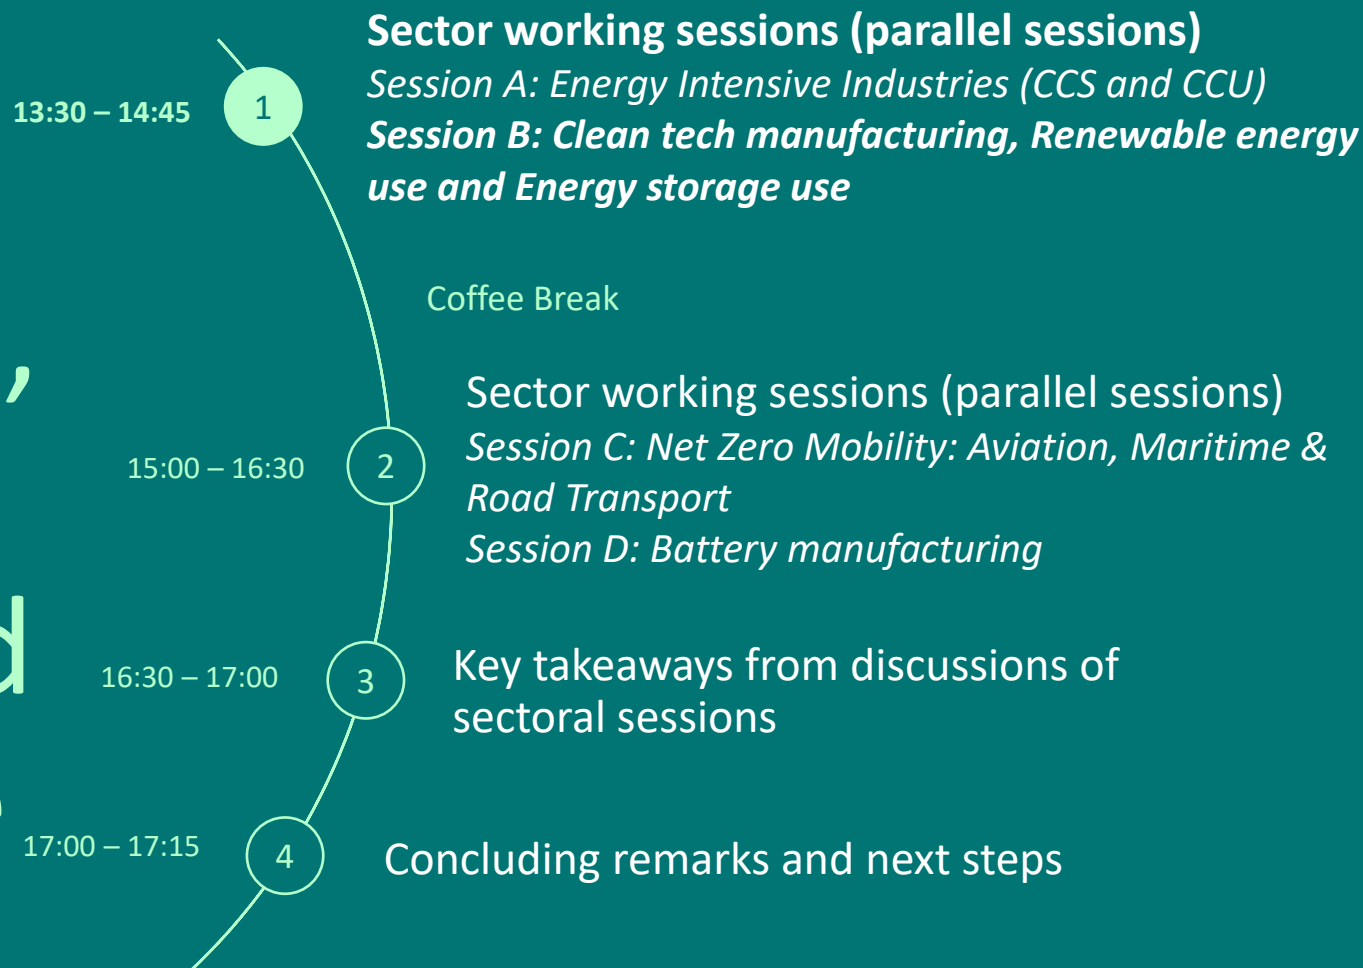 Sector working sessions (parallel sessions)
13:30 – 14:45
1
Session A: Energy Intensive Industries (CCS and CCU)
Session B: Clean tech manufacturing, Renewable energy
use and Energy storage use
Coffee Break
Sector working sessions (parallel sessions)
15:00 – 16:30
2
Session C: Net Zero Mobility: Aviation, Maritime &
Road Transport
Session D: Battery manufacturing
16:30 – 17:00
3
Key takeaways from discussions of
sectoral sessions
17:00 – 17:15
4
Concluding remarks and next steps